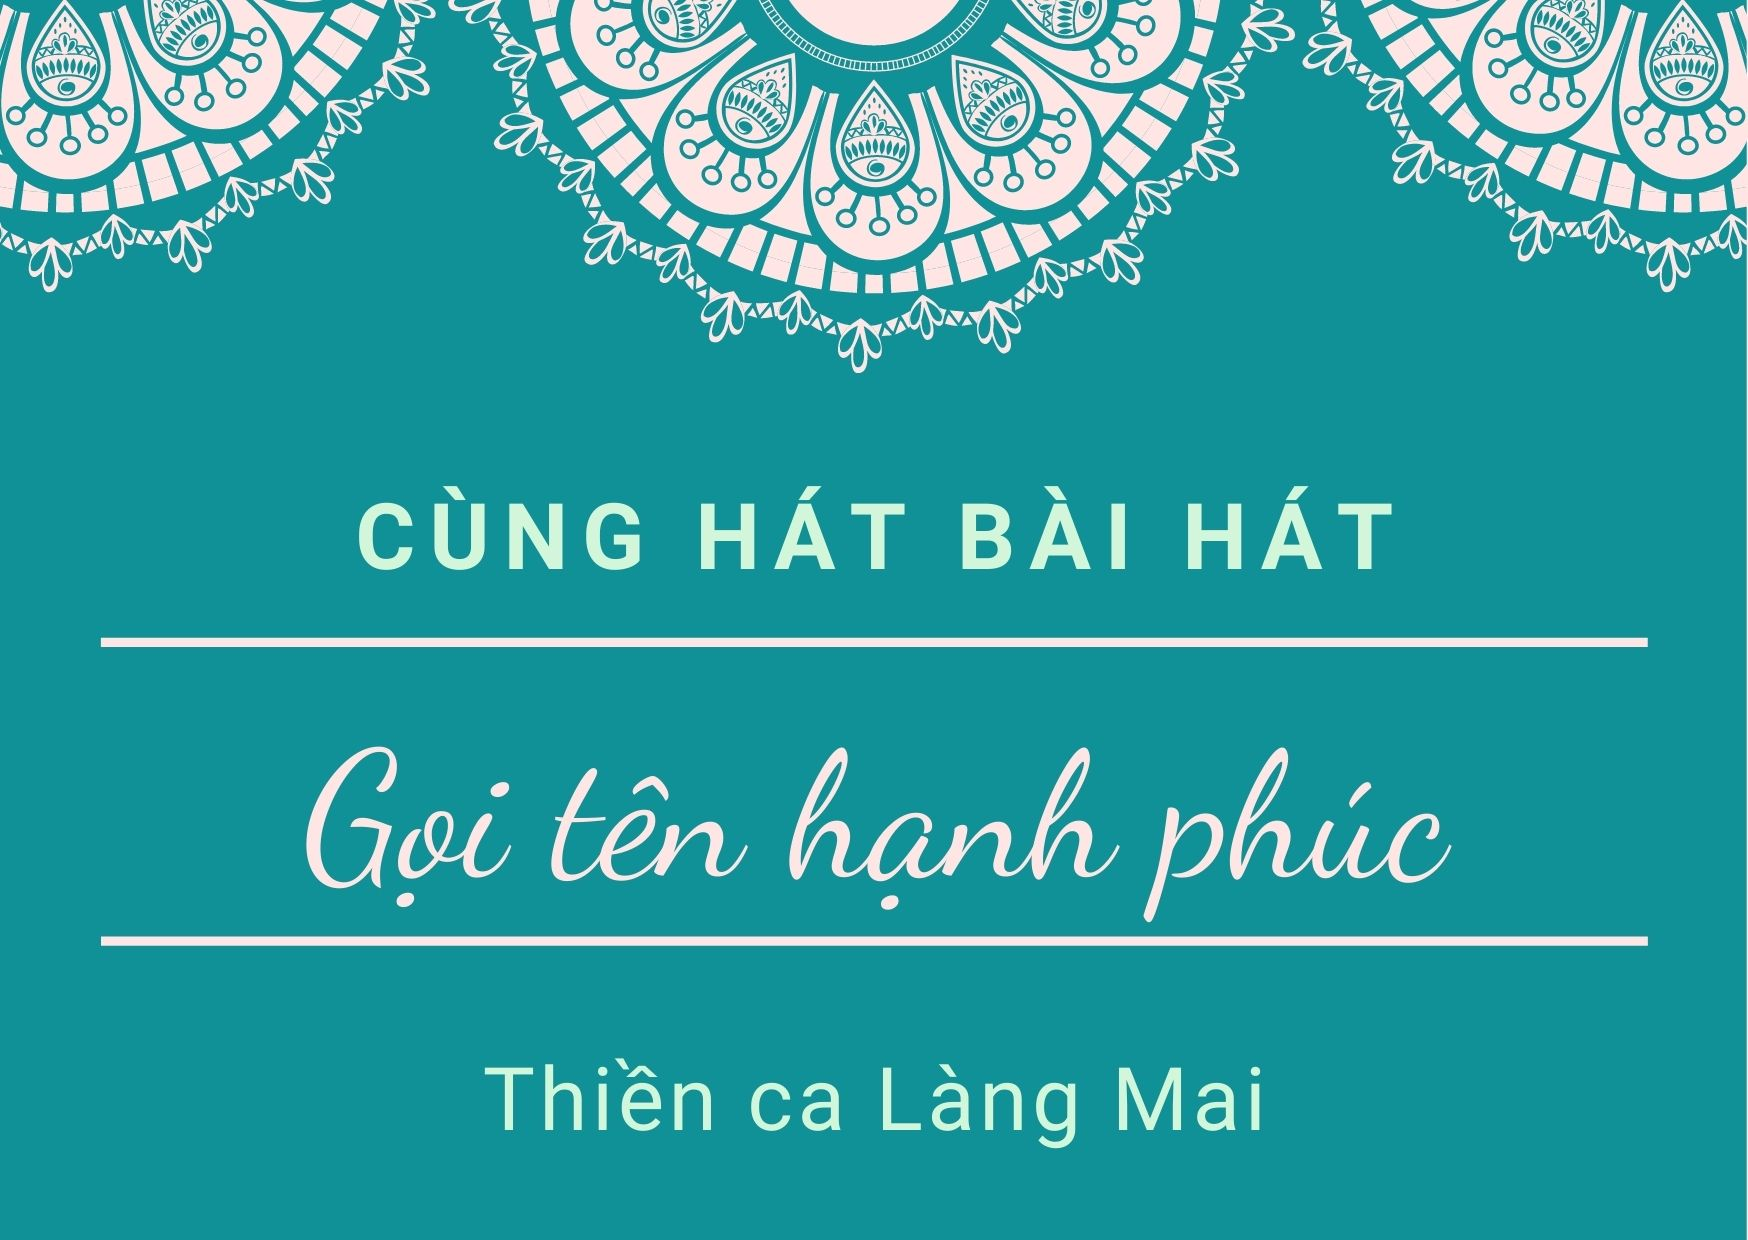 CÙNG HÁT BÀI HÁT
Gọi tên hạnh phúc
Thiền ca Làng Mai